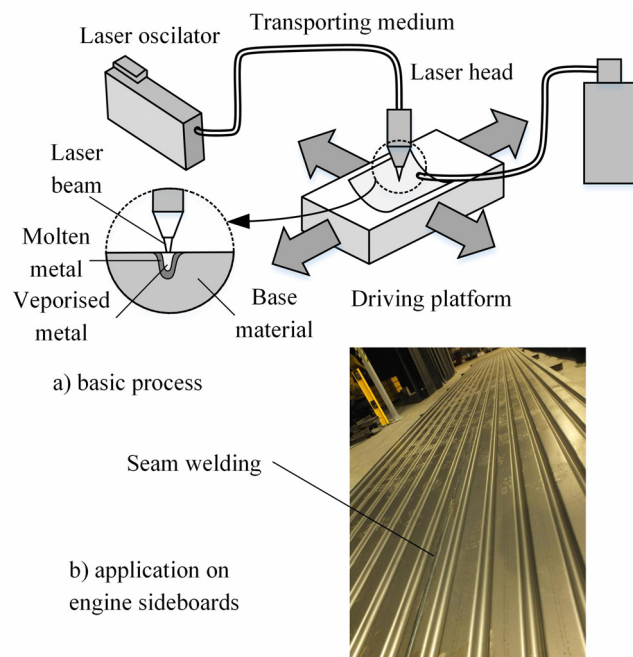 Transporting medium
Laser oscilator
Laser head
Laser
beam
Molten
metal
Veporised
metal
Base
material
Driving platform
a) basic process
Seam welding
b) application on
engine sideboards